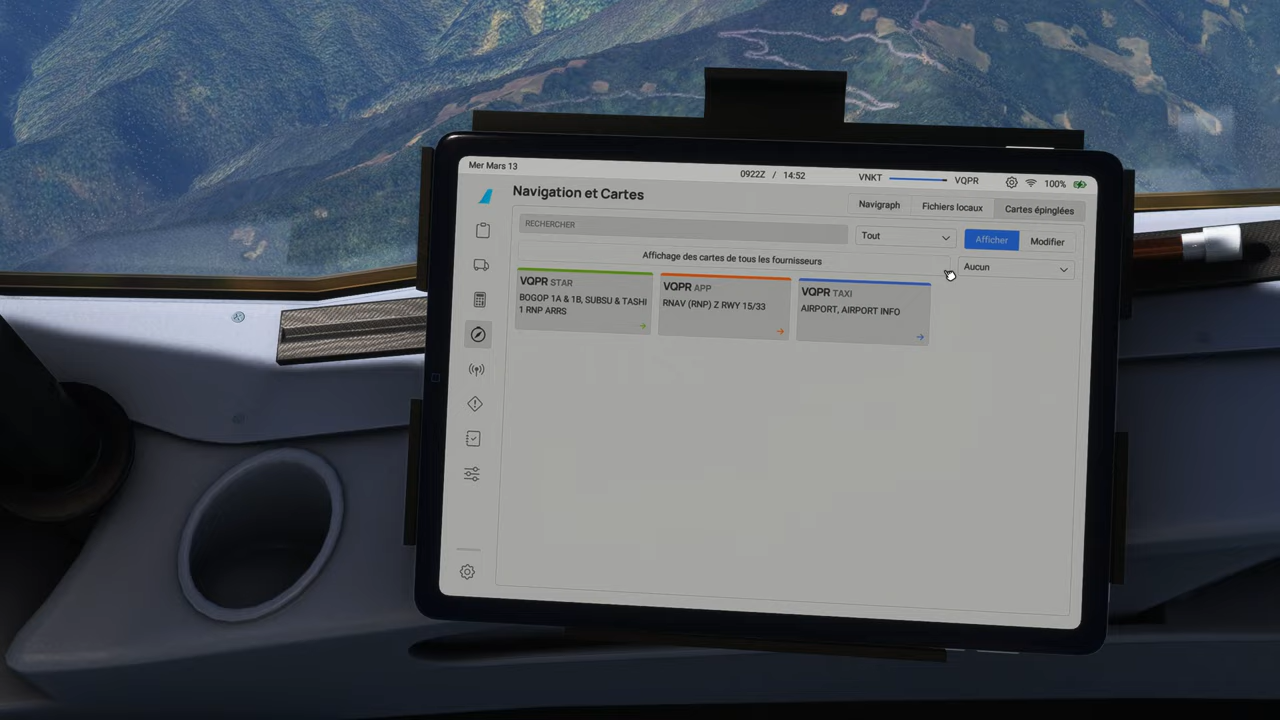 Mer Mars 13
0922Z / 14:52
VNKT
VQPR
100%
Navigation et Cartes
Navigraph
Fichiers locaux
Cartes épinglées
RECHERCHER
Tout
Afficher
Modifier
Affichage des cartes de tous les fournisseurs
Aucun
VQPR STAR
BOGOP 1A & 1B, SUBSU & TASHI
1 RNP ARRS
VQPR APP
RNAV (RNP) Z RWY 15/33
VQPR TAXI
AIRPORT, AIRPORT INFO